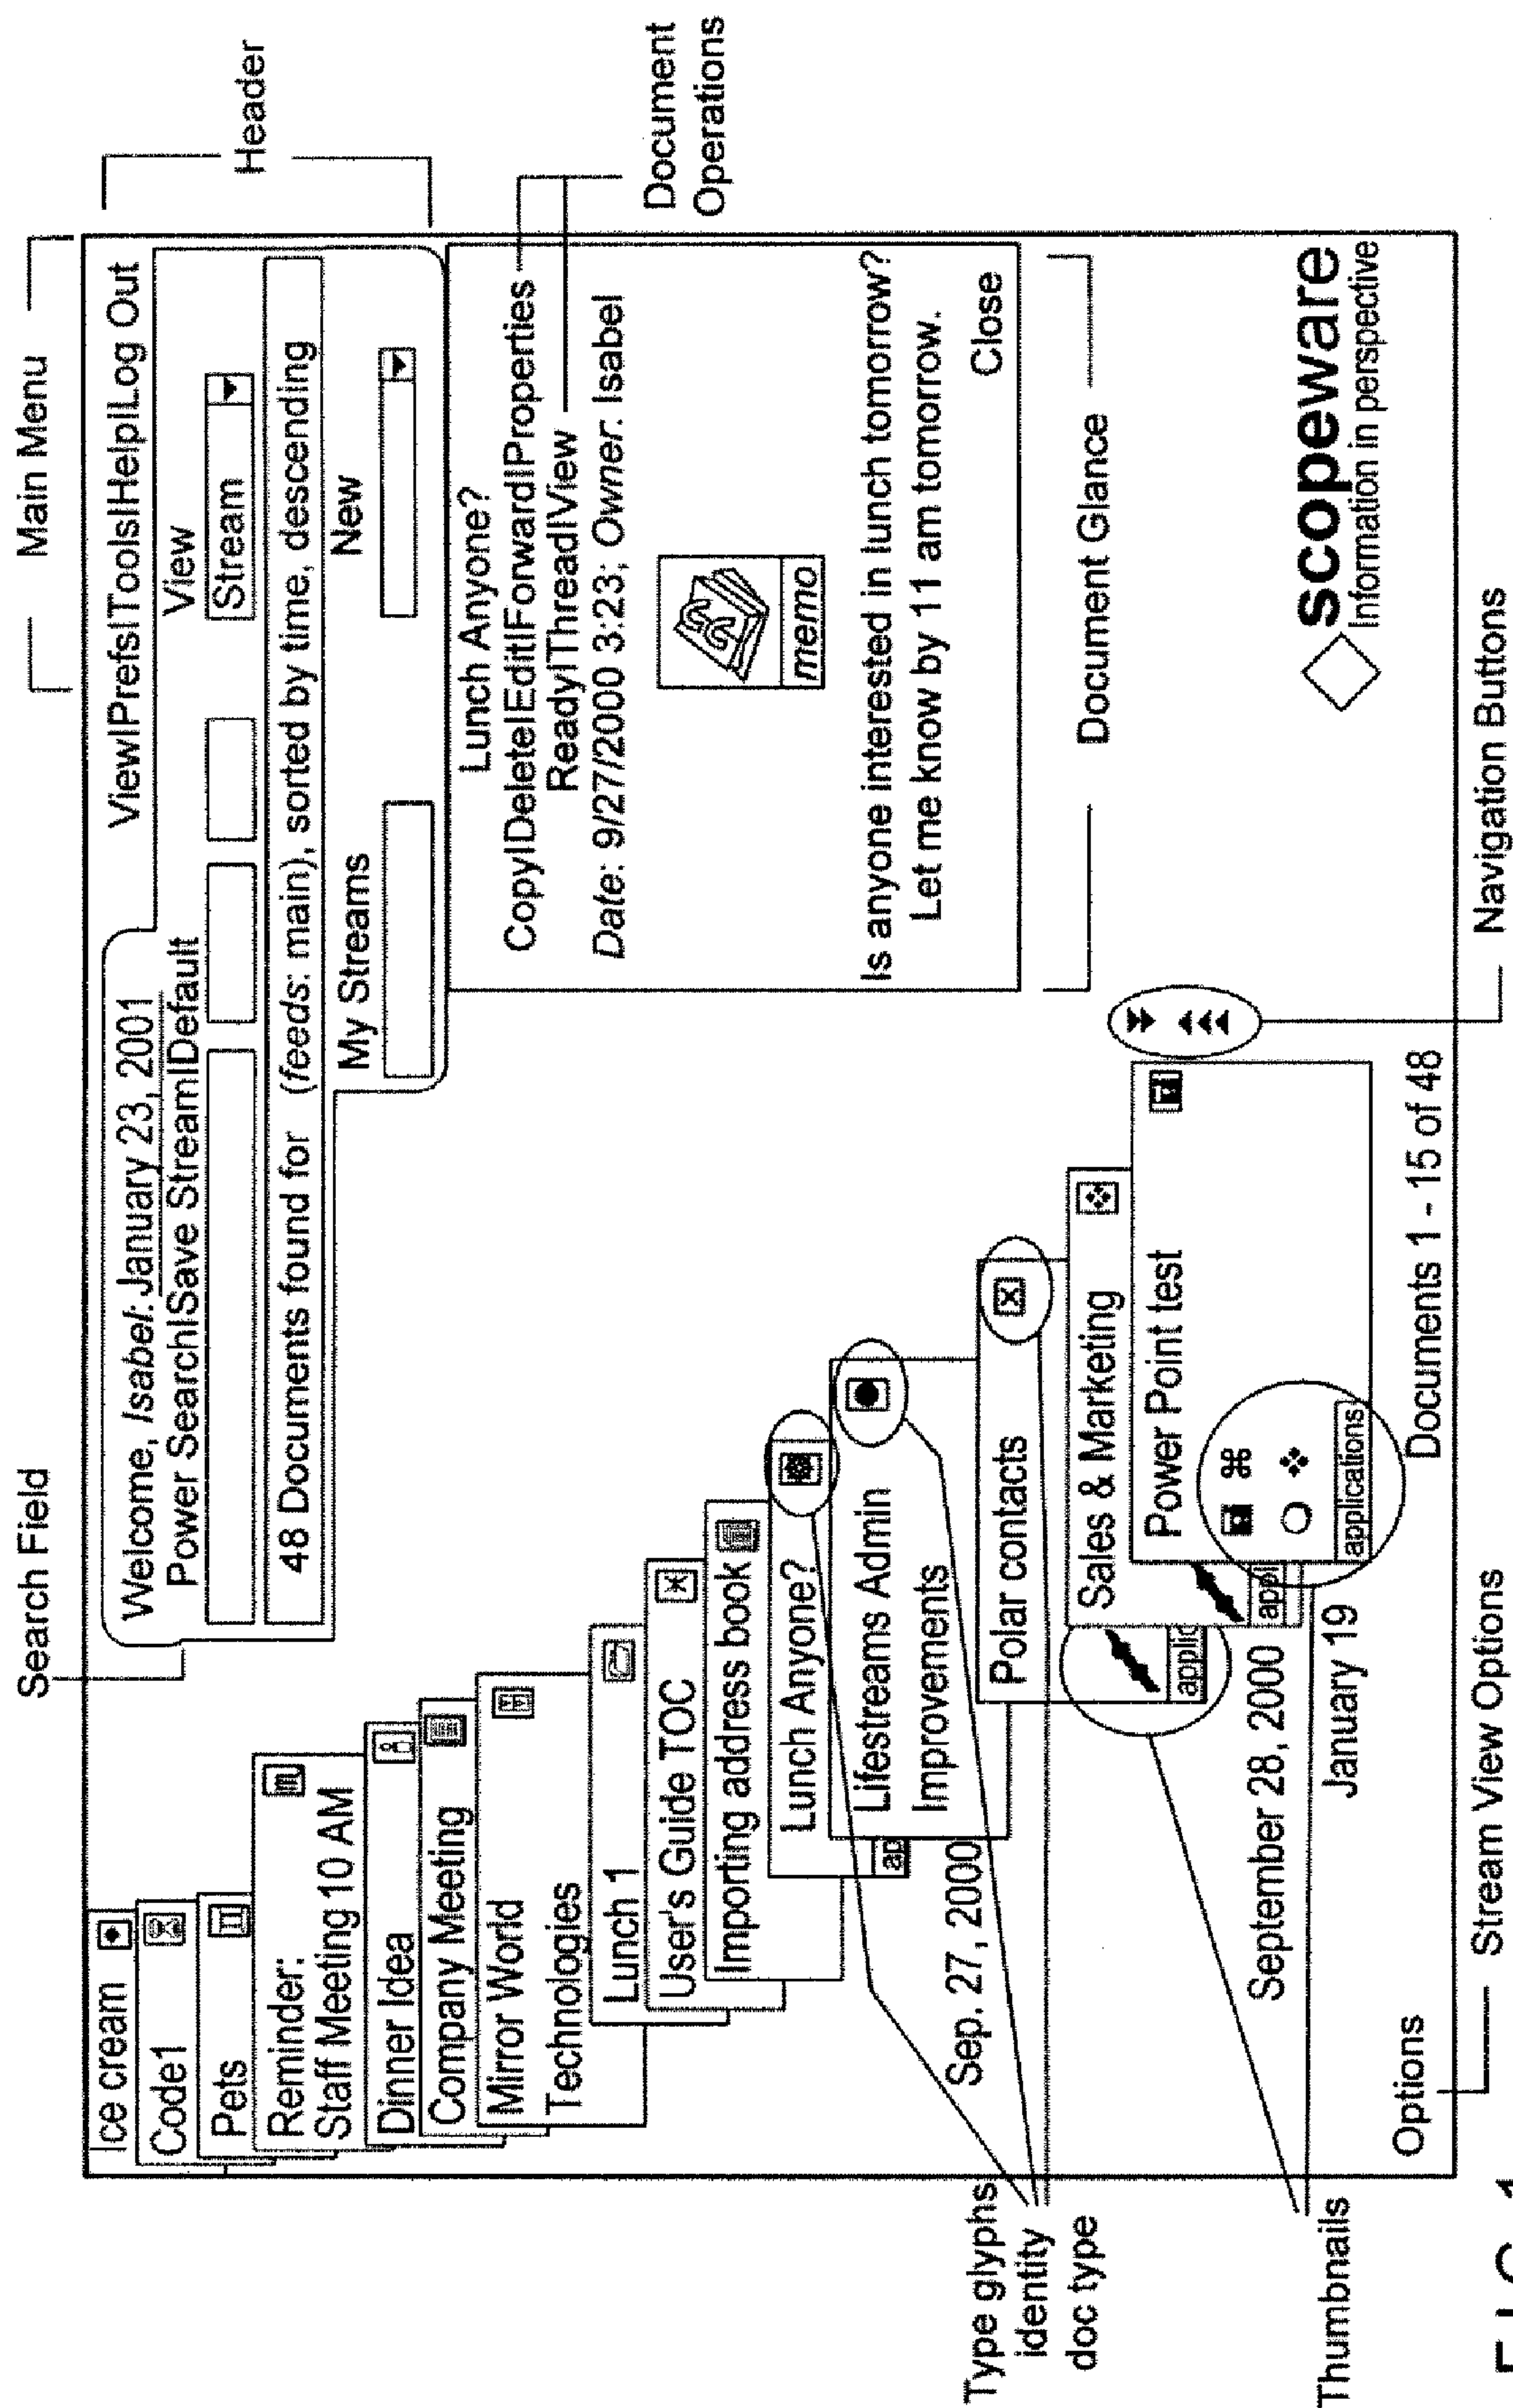 Search Field
Main Menu
Header
Welcome, Isabel: January 23, 2001
View|Prefs|Tools|Help|Log Out
Power Search|Save Stream|Default
View
Stream
48 Documents found for (feeds: main), sorted by time, descending
My Streams
New
Ice cream
Code1
Pets
Reminder:
Staff Meeting 10 AM
Dinner Idea
Company Meeting
Mirror World
Technologies
Lunch 1
User's Guide TOC
Importing address book
Lunch Anyone?
ap
Lifestreams Admin
Improvements
Sep. 27, 2000
Polar contacts
applic
Sales & Marketing
appl
September 28, 2000
Power Point test
applications
January 19
Lunch Anyone?
Copy|Delete|Edit|Forward|Properties
Ready|Thread|View
Date: 9/27/2000 3:23; Owner: Isabel
memo
Is anyone interested in lunch tomorrow?
Let me know by 11 am tomorrow.
Close
Document
Operations
Document Glance
Type glyphs
identity
doc type
Thumbnails
Options
Documents 1 - 15 of 48
scopeware
Information in perspective
Stream View Options
Navigation Buttons